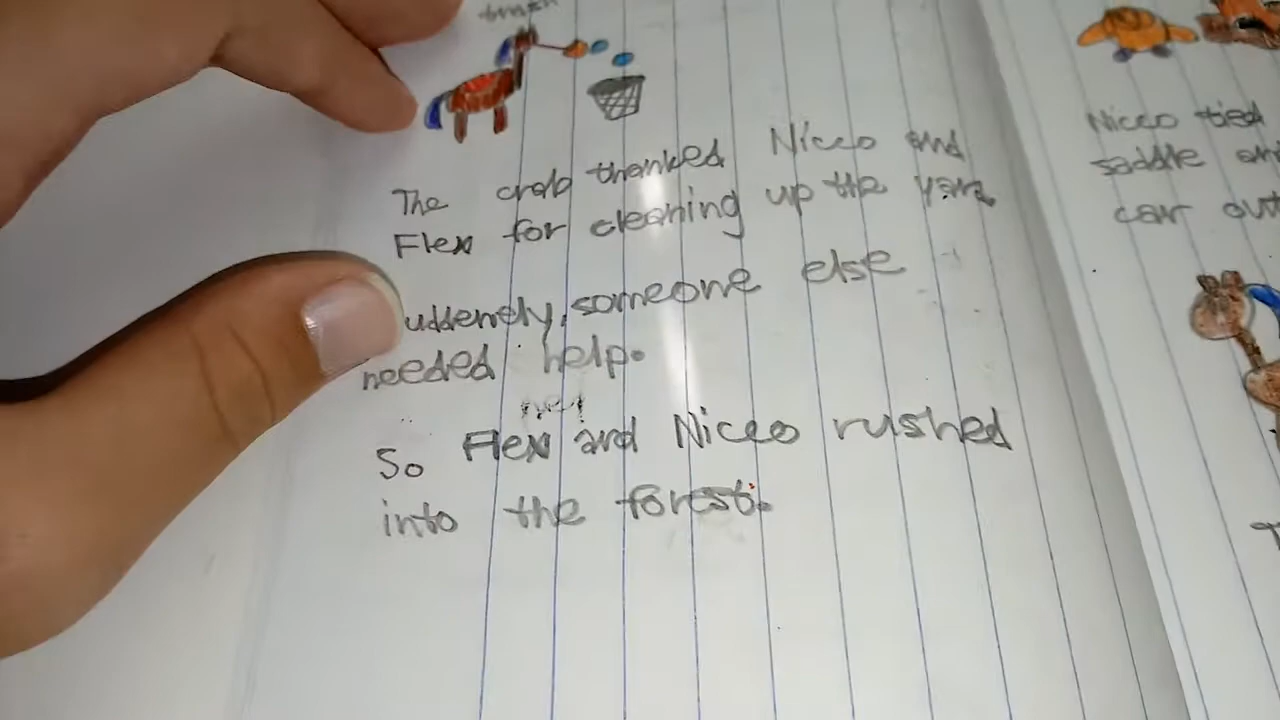 The crab thanked Nicco and
Flex for cleaning up the
uddenely, someone else
needed help.
So Flex and Nicco rushed
into the forest.
Nicco tied
saddle
car out